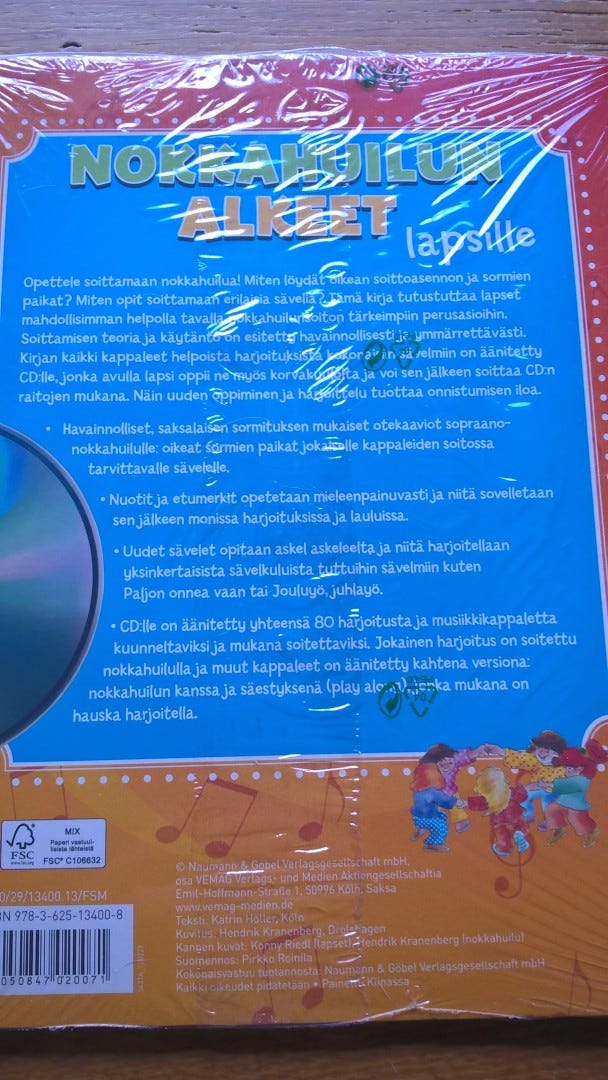 NOKKAHUILUN
ALKEET
lapsille
Opettele soittamaan nokkahuilua! Miten löydät oikean soittoasennon ja sormien
paikat? Miten opit soittamaan erilaisia säveliä? Tämä kirja tutustuttaa lapset
mahdollisimman helpolla tavalla nokkahuilunsoiton tärkeimpiin perusasioihin.
Soittamisen teoria ja käytäntö on esitetty havainnollisesti ja ymmärrettävästi.
Kirjan kaikki kappaleet helpoista harjoituksista kokonaisiin sävelmiin on äänitetty
CD:lle, jonka avulla lapsi oppii ne myös korvakuulolta ja voi sen jälkeen soittaa CD:n
raitojen mukana. Näin uuden oppiminen ja harjoittelu tuottaa onnistumisen iloa.
• Havainnolliset, saksalaisen sormituksen mukaiset otekaaviot sopraano-
nokkahuilulle: oikeat sormien paikat jokaiselle kappaleiden soitossa
tarvittavalle sävelelle.
• Nuotit ja etumerkit opetetaan mieleenpainuvasti ja niitä sovelletaan
sen jälkeen monissa harjoituksissa ja lauluissa.
• Uudet sävelet opitaan askel askeleelta ja niitä harjoitellaan
yksinkertaisista sävelkuluista tuttuihin sävelmiin kuten
Paljon onnea vaan tai Jouluyö, juhlayö.
• CD:lle on äänitetty yhteensä 80 harjoitusta ja musiikkikappaletta
kuunneltaviksi ja mukana soitettaviksi. Jokainen harjoitus on soitettu
nokkahuilulla ja muut kappaleet on äänitetty kahtena versiona:
nokkahuilun kanssa ja säestyksenä (play along), jonka mukana on
hauska harjoitella.
FSC
www.fsc.org
MIX
Paperi vastuul-
lisista lähteistä
FSC® C106632
0/29/13400.13/FSM
BN 978-3-625-13400-8
050847 020071
© Naumann & Göbel Verlagsgesellschaft mbH,
osa VEMAG Verlags- und Medien Aktiengesellschaftia
Emil-Hoffmann-Straße 1, 50996 Köln, Saksa
www.vemag-medien.de
Teksti: Katrin Höller, Köln
Kuvitus: Hendrik Kranenberg, Drolshagen
Kannen kuvat: Konny Riedl (lapset), Hendrik Kranenberg (nokkahuilu)
Suomennos: Pirkko Roinila
Kokonaisvastuu tuotannosta: Naumann & Göbel Verlagsgesellschaft mbH
Kaikki oikeudet pidätetään • Painettu Kiinassa